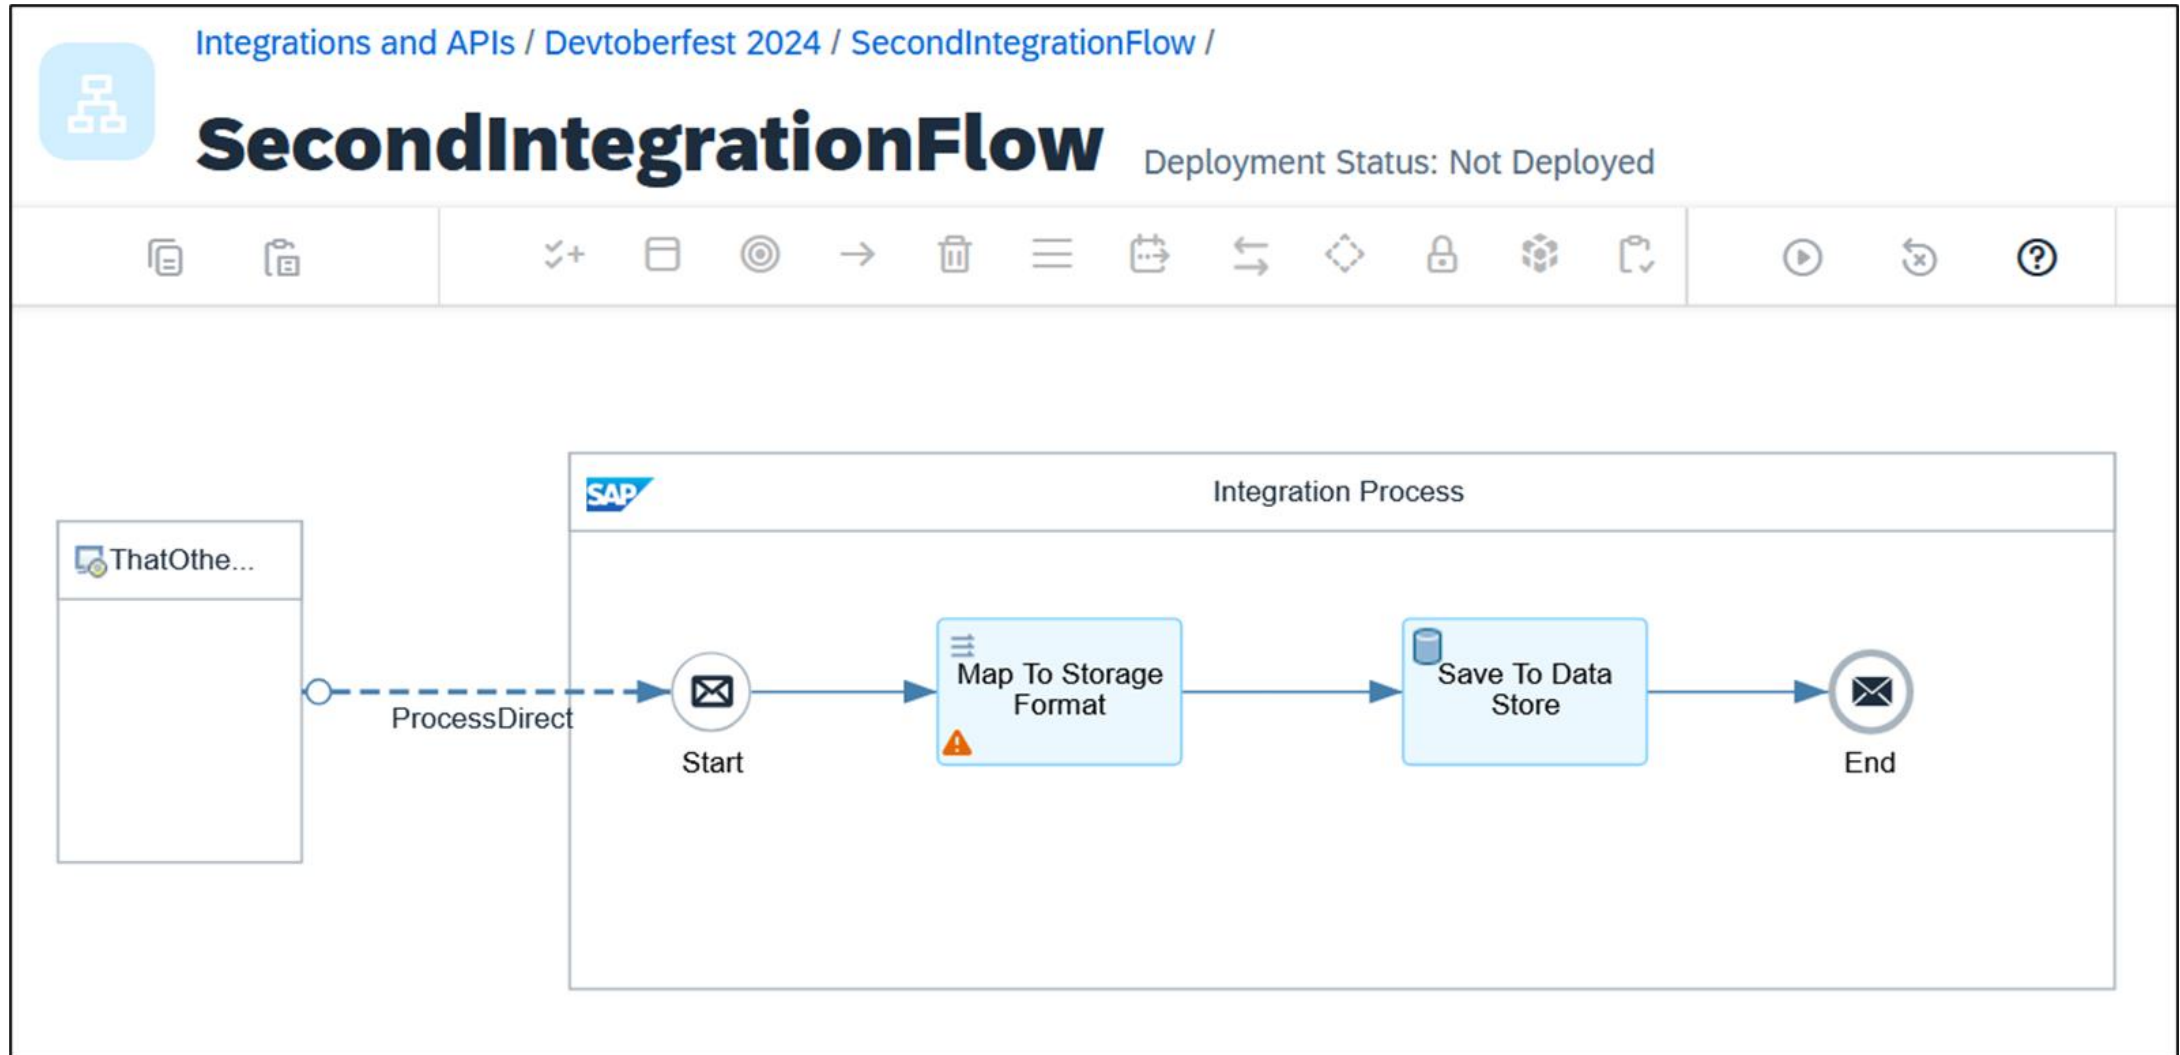 Integrations and APIs / Devtoberfest 2024 / SecondIntegrationFlow /
SecondIntegrationFlow
Deployment Status: Not Deployed
SAP
Integration Process
ThatOthe...
ProcessDirect
Start
Map To Storage
Format
Save To Data
Store
End